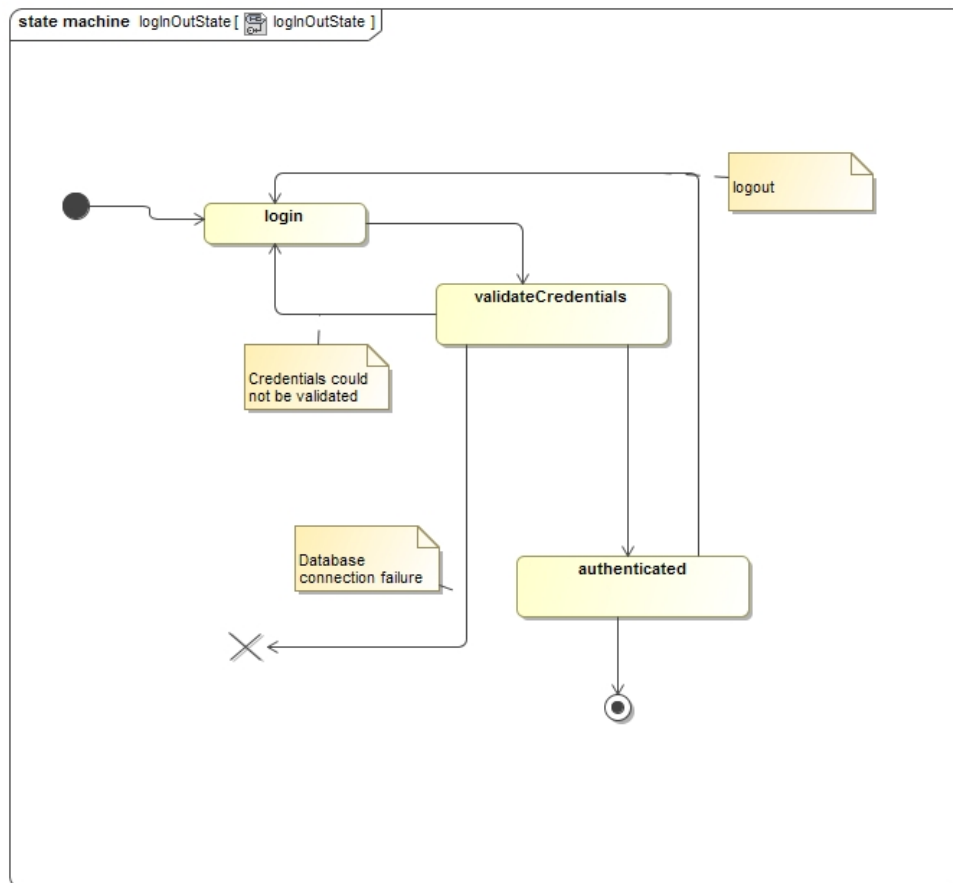 state machine logInOutState [ logInOutState ]
logout
login
validateCredentials
Credentials could
not be validated
Database
connection failure
authenticated